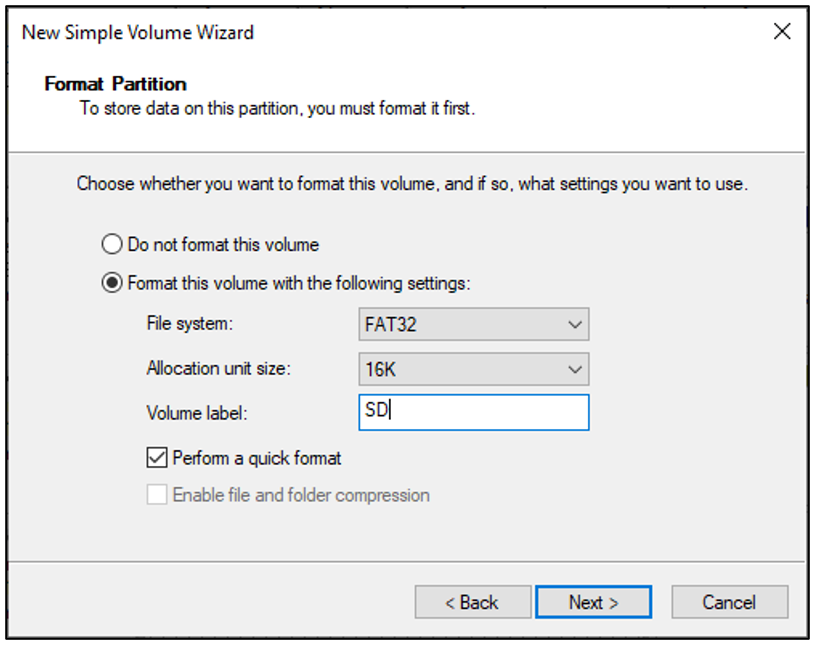 New Simple Volume Wizard
Format Partition
To store data on this partition, you must format it first.
Choose whether you want to format this volume, and if so, what settings you want to use.
Do not format this volume
Format this volume with the following settings:
File system: FAT32
Allocation unit size: 16K
Volume label: SD
Perform a quick format
Enable file and folder compression
< Back Next > Cancel